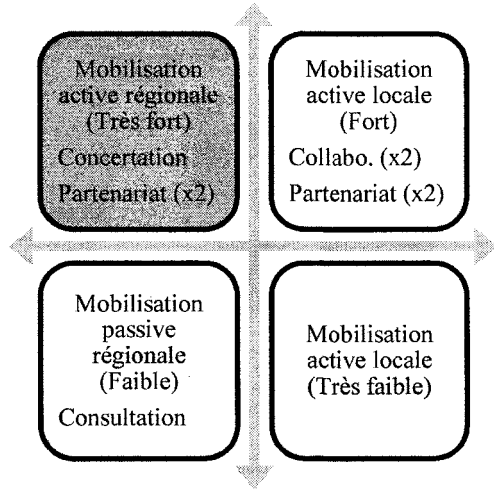 Mobilisation
active régionale
(Très fort)
Concertation
Partenariat (x2)
Mobilisation
active locale
(Fort)
Collabo. (x2)
Partenariat (x2)
Mobilisation
passive
régionale
(Faible)
Consultation
Mobilisation
active locale
(Très faible)